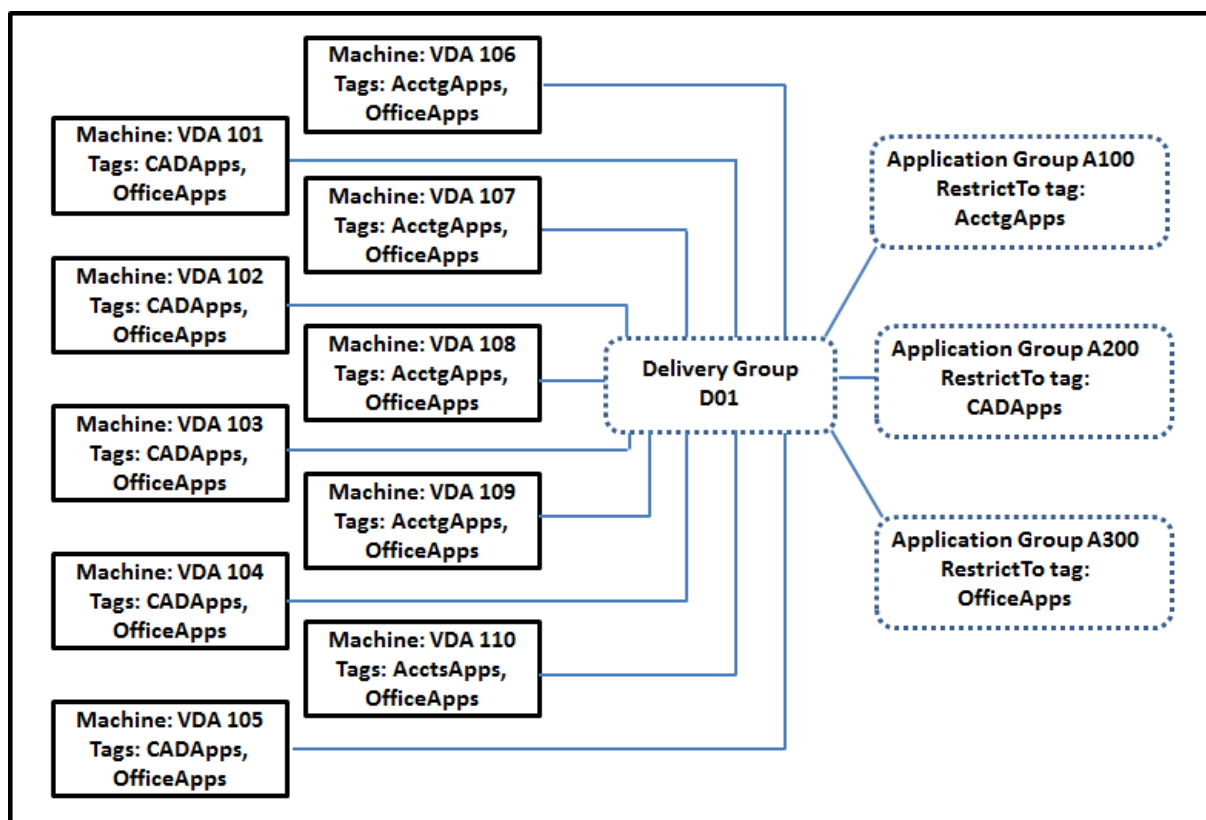 Machine: VDA 106
Tags: AcctgApps,
OfficeApps
Machine: VDA 101
Tags: CADApps,
OfficeApps
Machine: VDA 107
Tags: AcctgApps,
OfficeApps
Machine: VDA 102
Tags: CADApps,
OfficeApps
Machine: VDA 108
Tags: AcctgApps,
OfficeApps
Machine: VDA 103
Tags: CADApps,
OfficeApps
Machine: VDA 109
Tags: AcctgApps,
OfficeApps
Machine: VDA 104
Tags: CADApps,
OfficeApps
Machine: VDA 110
Tags: AcctsApps,
OfficeApps
Machine: VDA 105
Tags: CADApps,
OfficeApps
Delivery Group
D01
Application Group A100
RestrictTo tag:
AcctgApps
Application Group A200
RestrictTo tag:
CADApps
Application Group A300
RestrictTo tag:
OfficeApps